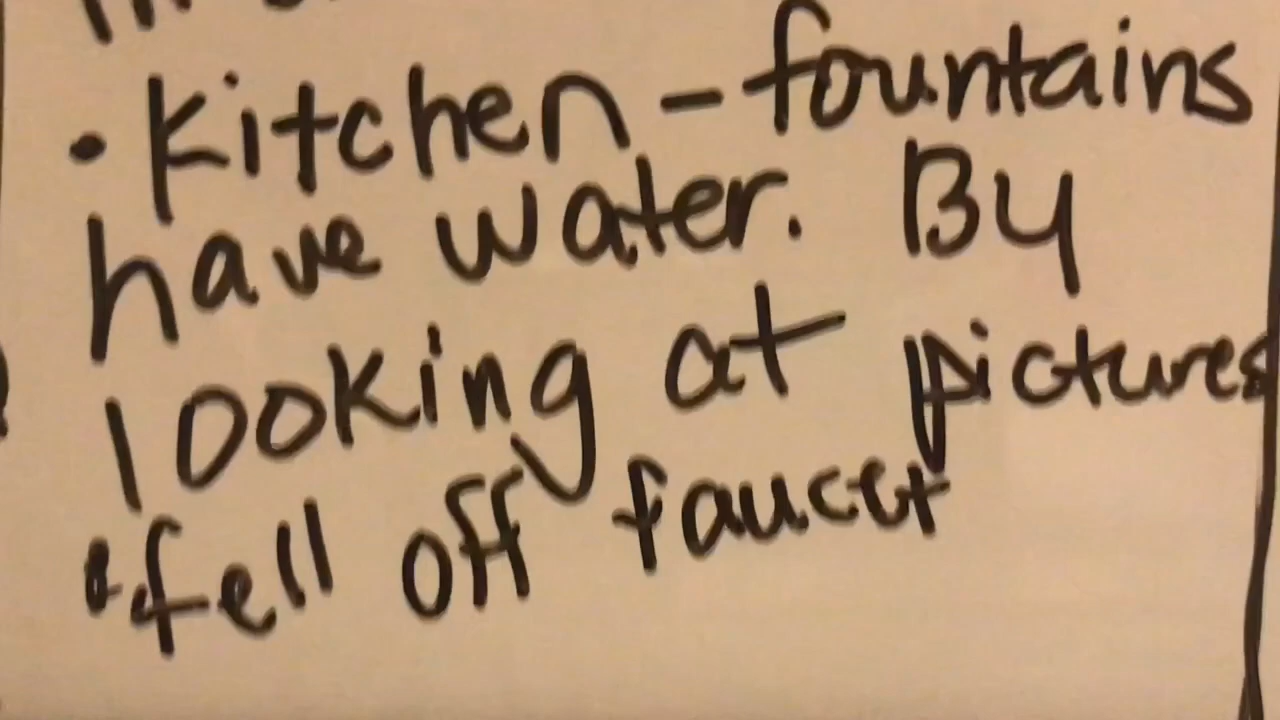 • Kitchen - fountains
have water. By
looking at pictures
• fell off faucet